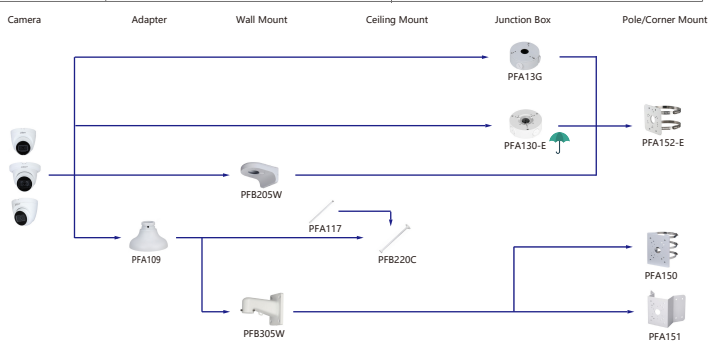 Camera
Adapter
Wall Mount
Ceiling Mount
Junction Box
Pole/Corner Mount
PFA13G
PFA130-E
PFA152-E
PFB205W
PFA117
PFA109
PFB220C
PFA150
PFB305W
PFA151